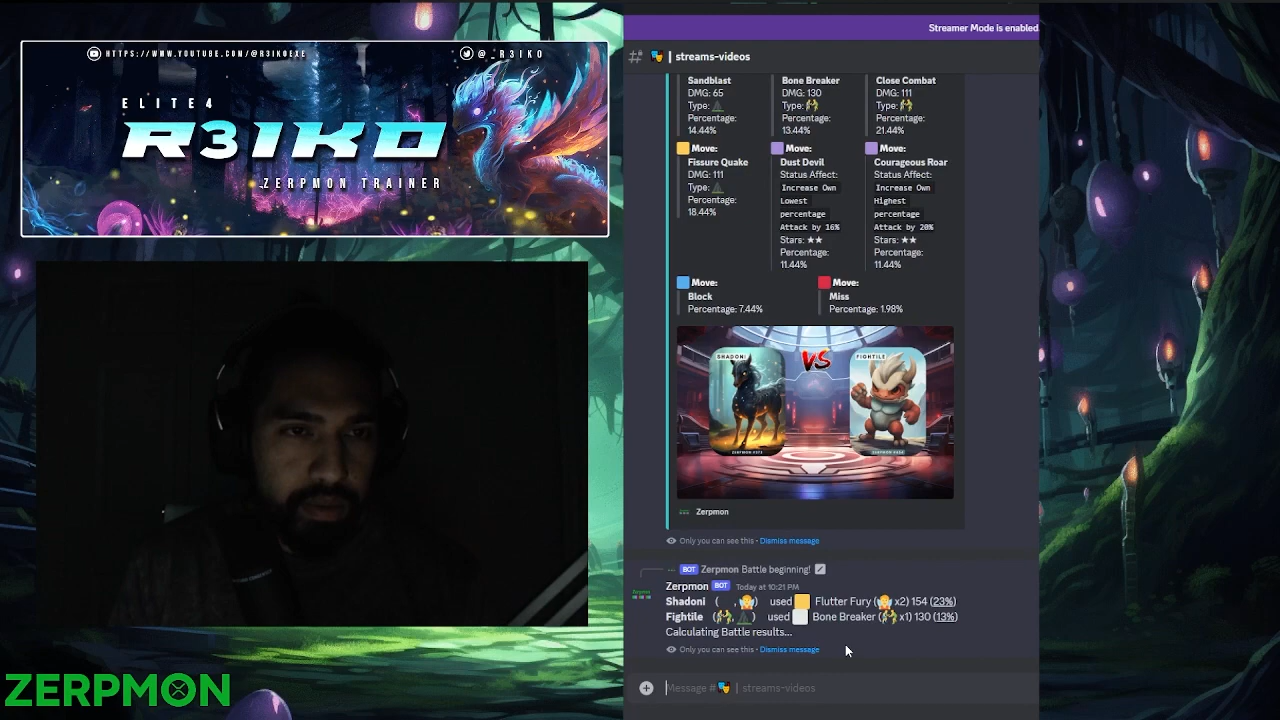 HTTPS://WWW.YOUTUBE.COM/@R3IKOEXE
@_R3IKO
ELITE4
R3IKO
ZERPMON TRAINER
ZERPMON
Streamer Mode is enabled.
| streams-videos
Sandblast
DMG: 65
Type:
Percentage:
14.44%
Bone Breaker
DMG: 130
Type:
Percentage:
13.44%
Close Combat
DMG: 111
Type:
Percentage:
21.44%
Move:
Fissure Quake
DMG: 111
Type:
Percentage:
18.44%
Move:
Dust Devil
Status Affect:
Increase Own
Lowest
percentage
Attack by 16%
Stars: ★★
Percentage:
11.44%
Move:
Courageous Roar
Status Affect:
Increase Own
Highest
percentage
Attack by 20%
Stars: ★★
Percentage:
11.44%
Move:
Block
Percentage: 7.44%
Move:
Miss
Percentage: 1.98%
SHADONI
VS
FIGHTILE
Zerpmon
Only you can see this • Dismiss message
BOT Zerpmon Battle beginning!
Zerpmon BOT Today at 10:21 PM
Shadoni ( , ) used Flutter Fury ( x2) 154 (23%)
Fightile ( , ) used Bone Breaker ( x1) 130 (13%)
Calculating Battle results...
Only you can see this • Dismiss message
Message # | streams-videos